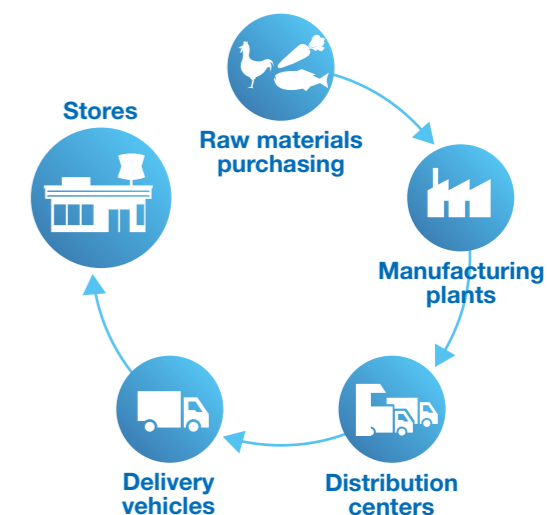 Stores
Raw materials
purchasing
Manufacturing
plants
Delivery
vehicles
Distribution
centers